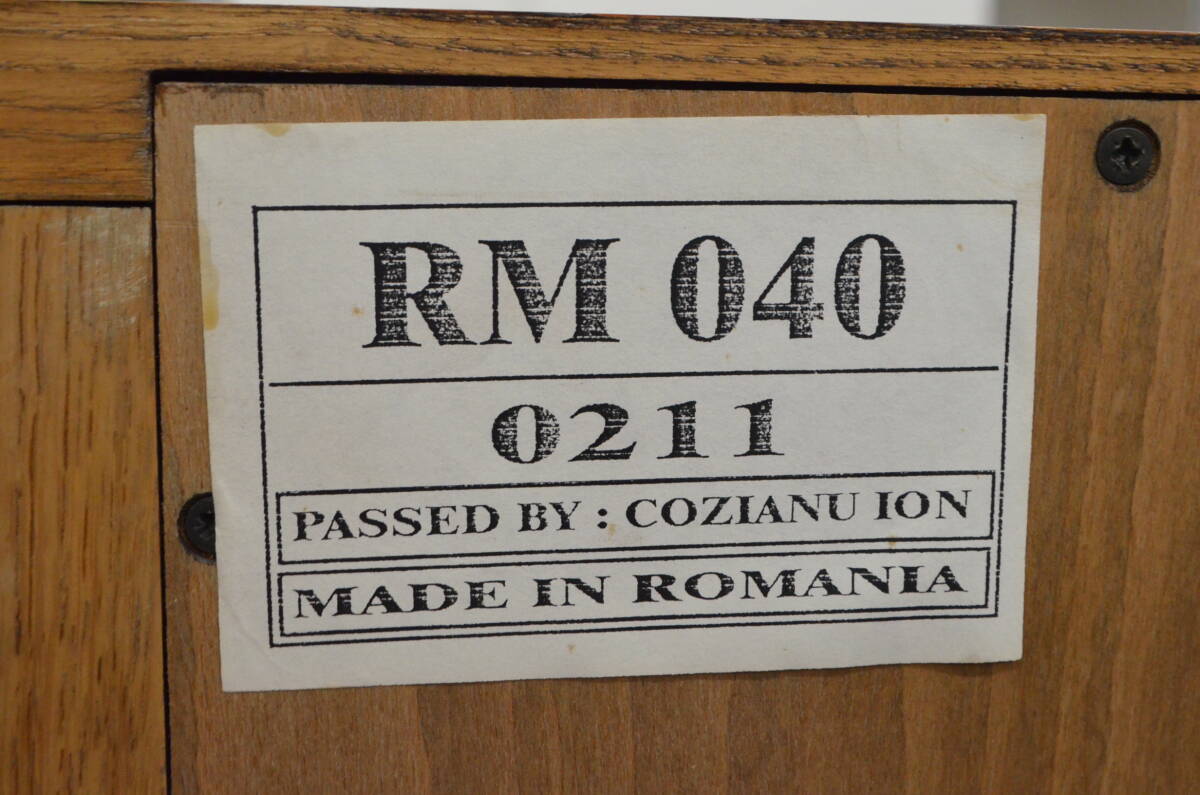 RM 040
0211
PASSED BY : COZIANU ION
MADE IN ROMANIA